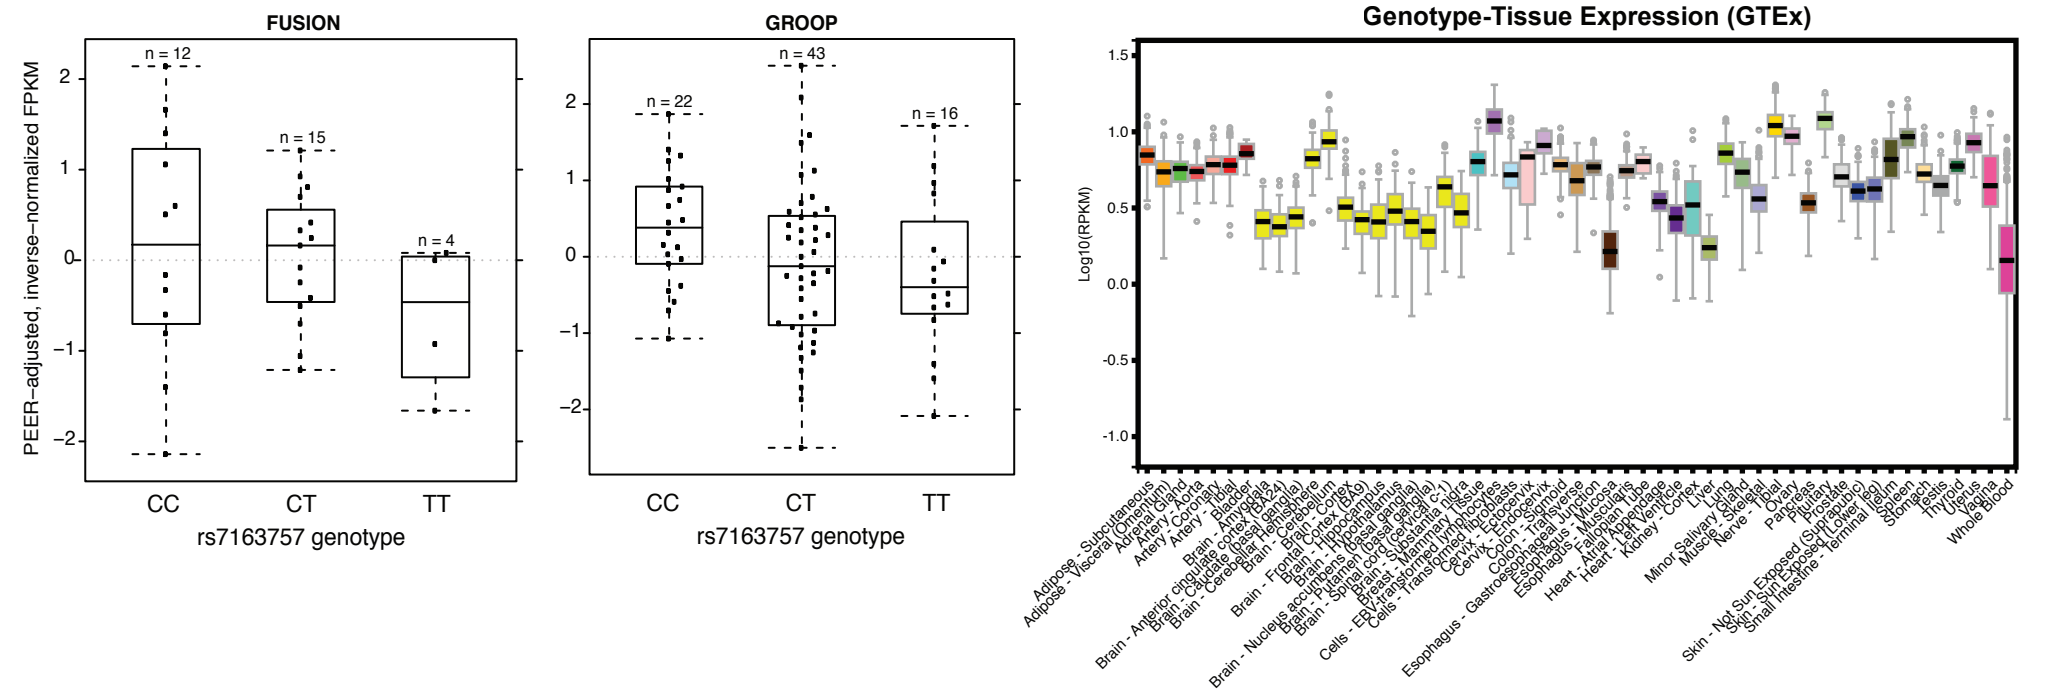 FUSION
PEER−adjusted, inverse−normalized FPKM
2
1
0
−1
−2
n = 12
n = 15
n = 4
CC
CT
TT
rs7163757 genotype
GROOP
2
1
0
−1
−2
n = 22
n = 43
n = 16
CC
CT
TT
rs7163757 genotype
Genotype-Tissue Expression (GTEx)
Log10(RPKM)
1.5
1.0
0.5
0.0
-0.5
-1.0
Adipose - Subcutaneous
Adipose - Visceral (Omentum)
Adrenal Gland
Artery - Aorta
Artery - Coronary
Artery - Tibial
Bladder
Brain - Amygdala
Brain - Anterior cingulate cortex (BA24)
Brain - Caudate (basal ganglia)
Brain - Cerebellar Hemisphere
Brain - Cerebellum
Brain - Cortex
Brain - Frontal Cortex (BA9)
Brain - Hippocampus
Brain - Hypothalamus
Brain - Nucleus accumbens (basal ganglia)
Brain - Putamen (basal ganglia)
Brain - Spinal cord (cervical c-1)
Brain - Substantia nigra
Breast - Mammary Tissue
Cells - EBV-transformed lymphocytes
Cells - Transformed fibroblasts
Cervix - Ectocervix
Cervix - Endocervix
Colon - Sigmoid
Colon - Transverse
Esophagus - Gastroesophageal Junction
Esophagus - Mucosa
Esophagus - Muscularis
Fallopian Tube
Heart - Atrial Appendage
Heart - Left Ventricle
Kidney - Cortex
Liver
Lung
Minor Salivary Gland
Muscle - Skeletal
Nerve - Tibial
Ovary
Pancreas
Pituitary
Prostate
Skin - Not Sun Exposed (Suprapubic)
Skin - Sun Exposed (Lower leg)
Small Intestine - Terminal Ileum
Spleen
Stomach
Testis
Thyroid
Uterus
Vagina
Whole Blood